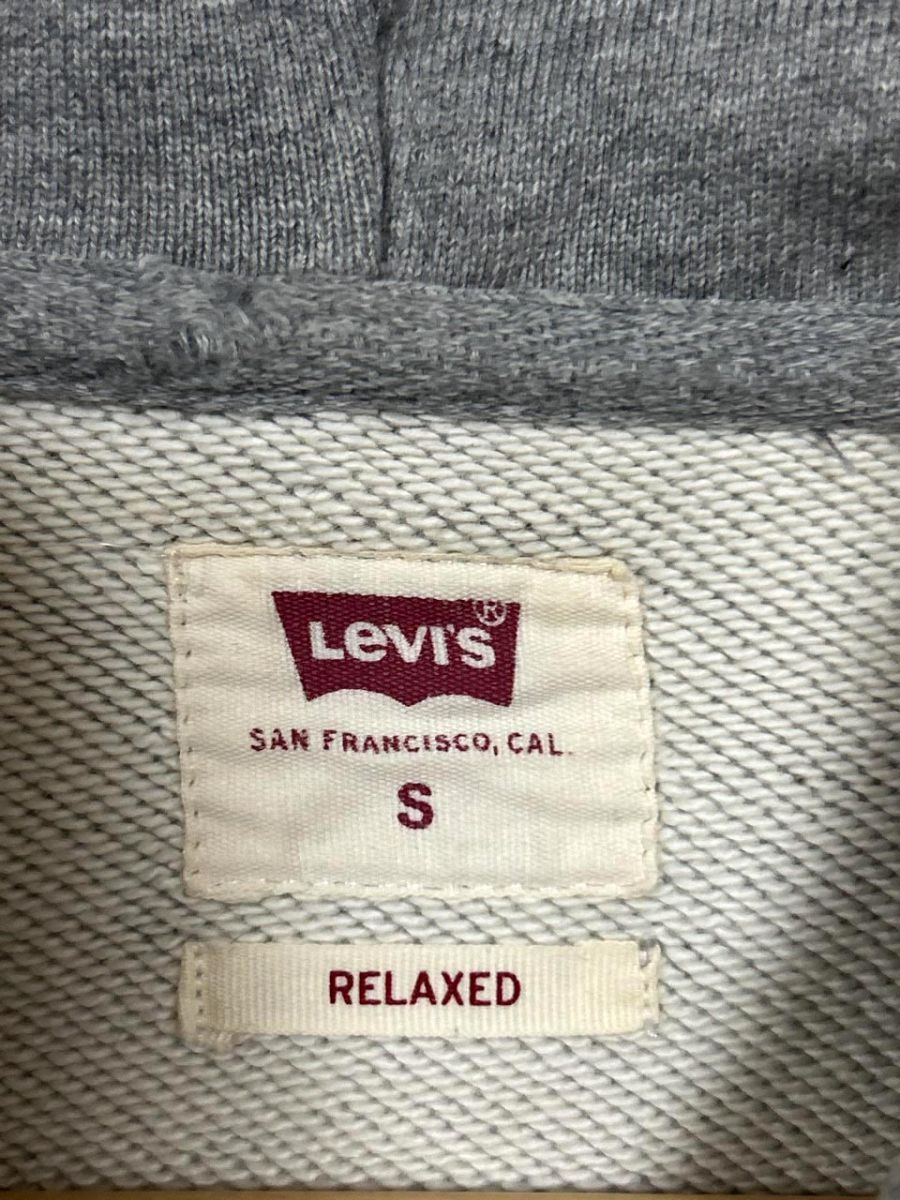 LEVI'S®
SAN FRANCISCO, CAL.
S
RELAXED